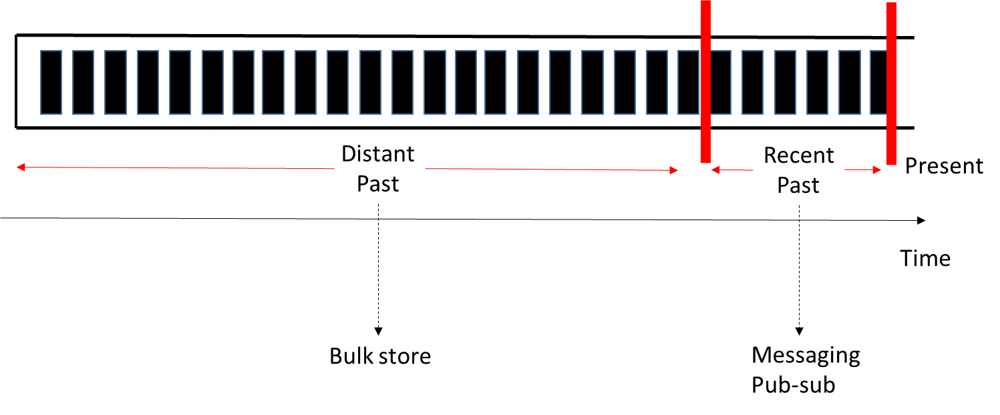 Distant
Past
Recent
Past
Present
Time
Bulk store
Messaging
Pub-sub